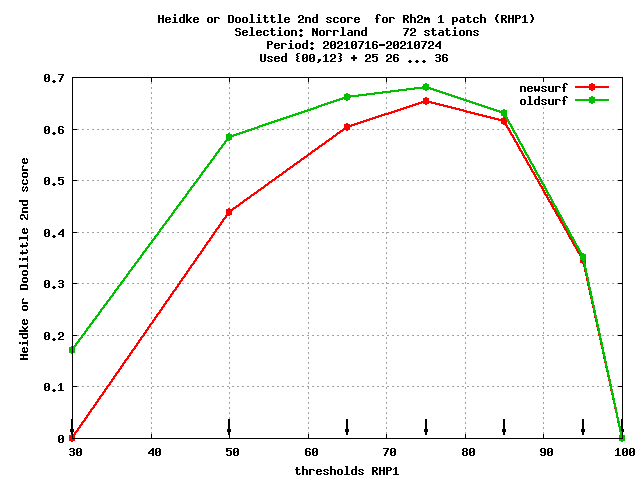 Heidke or Doolittle 2nd score  for Rh2m 1 patch (RHP1)
Selection: Norrland     72 stations
Period: 20210716-20210724
Used {00,12} + 25 26 ... 36
newsurf
oldsurf
0.7
0.6
0.5
0.4
0.3
0.2
0.1
0
Heidke or Doolittle 2nd score
30 40 50 60 70 80 90 100
thresholds RHP1